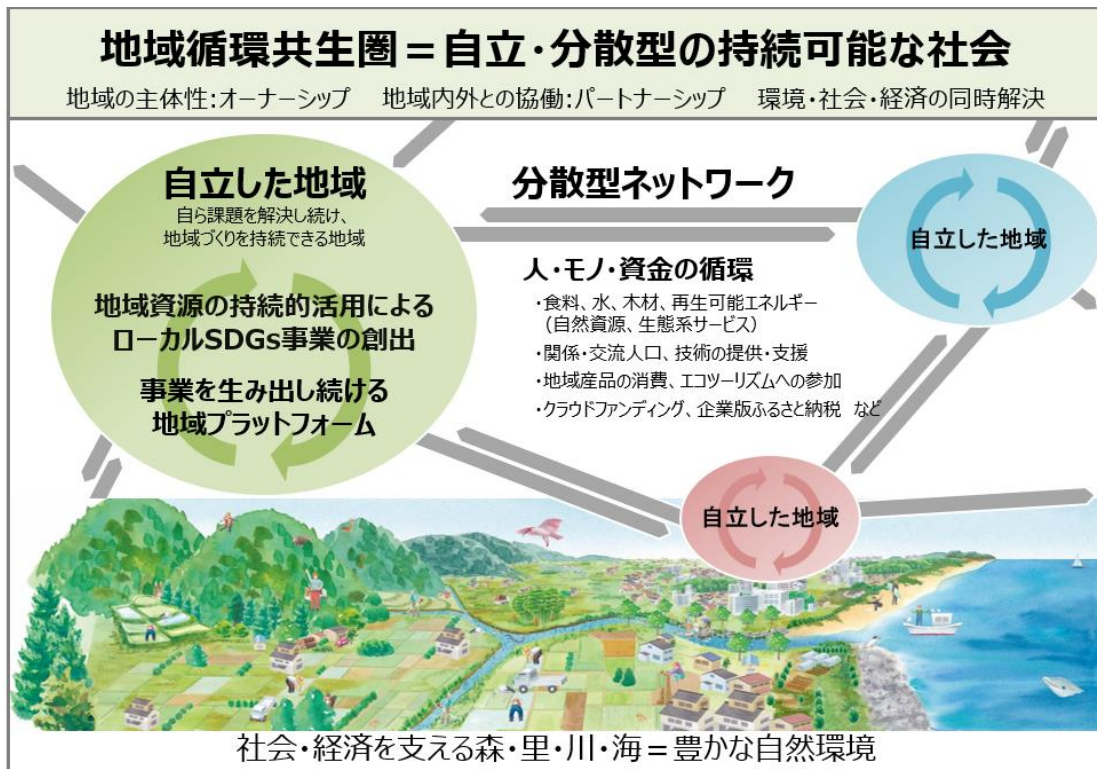 地域循環共生圏＝自立・分散型の持続可能な社会
地域の主体性:オーナーシップ　地域内外との協働:パートナーシップ　環境・社会・経済の同時解決
自立した地域
自ら課題を解決し続け、
地域づくりを持続できる地域
地域資源の持続的活用による
ローカルSDGs事業の創出
事業を生み出し続ける
地域プラットフォーム
分散型ネットワーク
人・モノ・資金の循環
・食料、水、木材、再生可能エネルギー
（自然資源、生態系サービス）
・関係・交流人口、技術の提供・支援
・地域産品の消費、エコツーリズムへの参加
・クラウドファンディング、企業版ふるさと納税　など
自立した地域
自立した地域
社会・経済を支える森・里・川・海＝豊かな自然環境